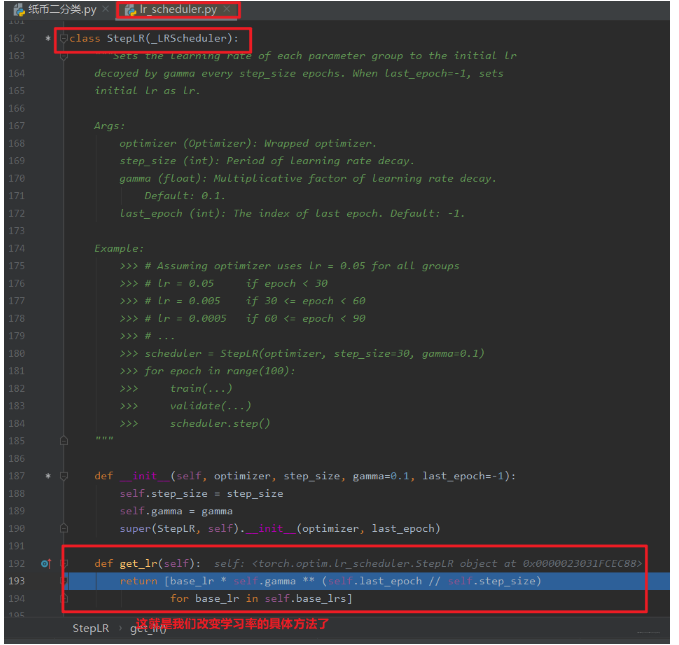 纸币二分类.py × lr_scheduler.py ×
161
162 class StepLR(_LRScheduler):
163 """Sets the learning rate of each parameter group to the initial lr
164 decayed by gamma every step_size epochs. When last_epoch=-1, sets
165 initial lr as lr.
166
167 Args:
168 optimizer (Optimizer): Wrapped optimizer.
169 step_size (int): Period of learning rate decay.
170 gamma (float): Multiplicative factor of learning rate decay.
171 Default: 0.1.
172 last_epoch (int): The index of last epoch. Default: -1.
173
174 Example:
175 >>> # Assuming optimizer uses lr = 0.05 for all groups
176 >>> # lr = 0.05 if epoch < 30
177 >>> # lr = 0.005 if 30 <= epoch < 60
178 >>> # lr = 0.0005 if 60 <= epoch < 90
179 >>> # ...
180 >>> scheduler = StepLR(optimizer, step_size=30, gamma=0.1)
181 >>> for epoch in range(100):
182 >>> train(...)
183 >>> validate(...)
184 >>> scheduler.step()
185 """
186
187 def __init__(self, optimizer, step_size, gamma=0.1, last_epoch=-1):
188 self.step_size = step_size
189 self.gamma = gamma
190 super(StepLR, self).__init__(optimizer, last_epoch)
191
192 def get_lr(self): self: <torch.optim.lr_scheduler.StepLR object at 0x0000023031FCEC88>
193 return [base_lr * self.gamma ** (self.last_epoch // self.step_size)
194 for base_lr in self.base_lrs]
195
StepLR › get_lr()
这就是我们改变学习率的具体方法了